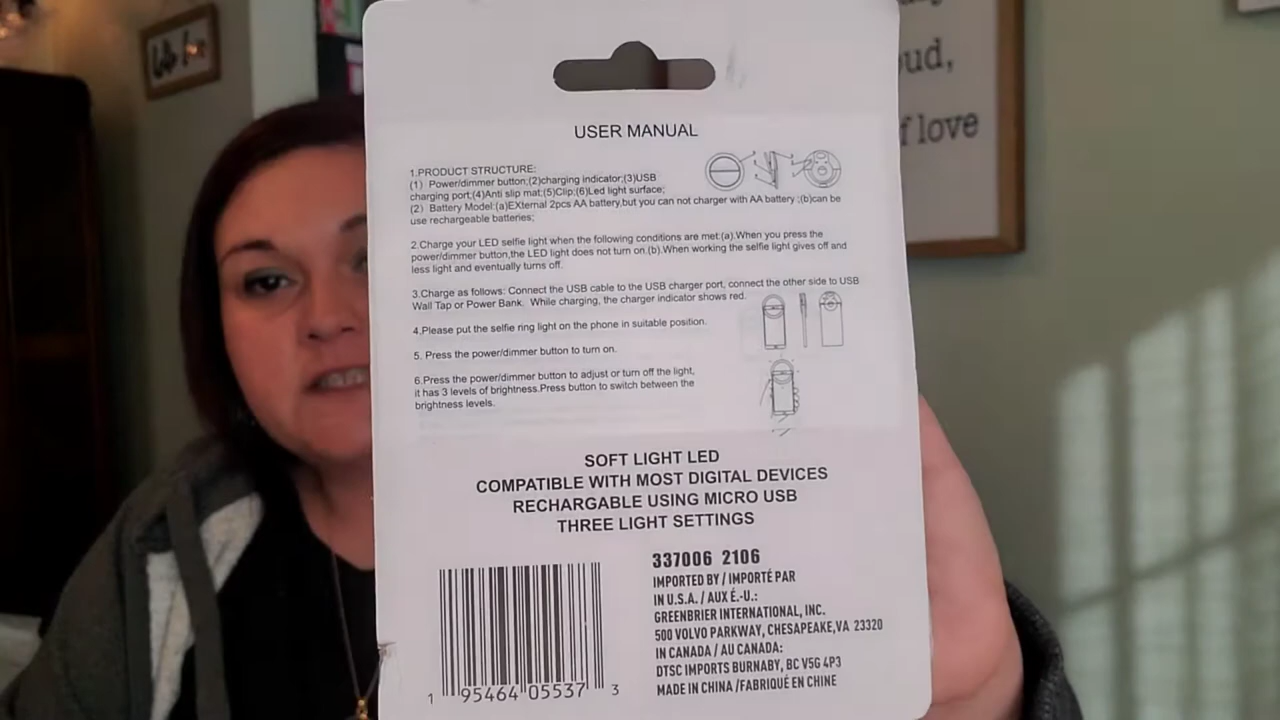 oud,
f love
USER MANUAL
1.PRODUCT STRUCTURE:
(1) Power/dimmer button;(2)charging indicator;(3)USB
charging port;(4)Anti slip mat;(5)Clip;(6)Led light surface;
(2) Battery Model:(a)EXternal 2pcs AA battery,but you can not charger with AA battery ;(b)can be
use rechargeable batteries;
2.Charge your LED selfie light when the following conditions are met:(a).When you press the
power/dimmer button,the LED light does not turn on.(b).When working the selfie light gives off and
less light and eventually turns off.
3.Charge as follows: Connect the USB cable to the USB charger port, connect the other side to USB
Wall Tap or Power Bank. While charging, the charger indicator shows red.
4.Please put the selfie ring light on the phone in suitable position.
5. Press the power/dimmer button to turn on.
6.Press the power/dimmer button to adjust or turn off the light,
it has 3 levels of brightness.Press button to switch between the
brightness levels.
SOFT LIGHT LED
COMPATIBLE WITH MOST DIGITAL DEVICES
RECHARGABLE USING MICRO USB
THREE LIGHT SETTINGS
337006 2106
IMPORTED BY / IMPORTÉ PAR
IN U.S.A. / AUX É.-U.:
GREENBRIER INTERNATIONAL, INC.
500 VOLVO PARKWAY, CHESAPEAKE,VA 23320
IN CANADA / AU CANADA:
DTSC IMPORTS BURNABY, BC V5G 4P3
MADE IN CHINA /FABRIQUÉ EN CHINE
1 95464 05537 3